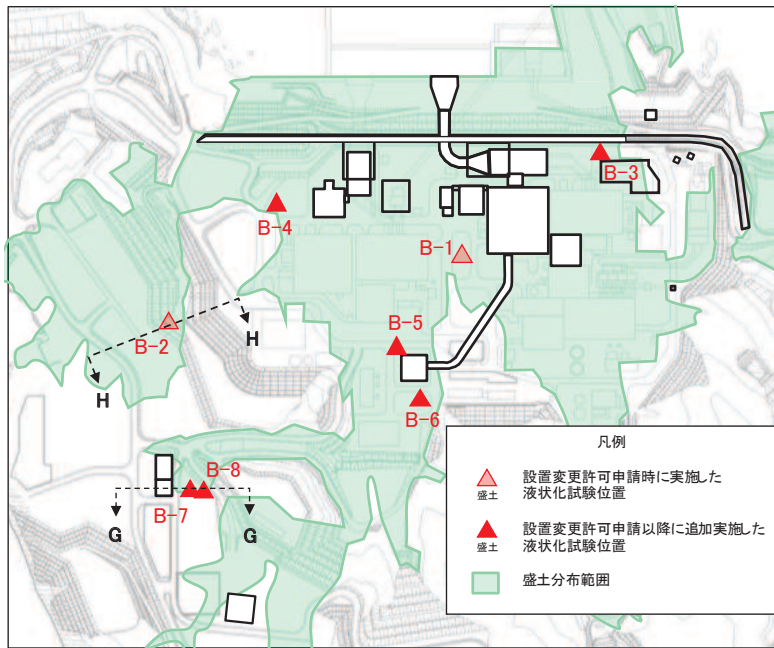 B-3
B-4
B-1
B-2
H
H
B-5
B-6
B-8
B-7
G
G
凡例
盛土
設置変更許可申請時に実施した
液状化試験位置
盛土
設置変更許可申請以降に追加実施した
液状化試験位置
盛土分布範囲